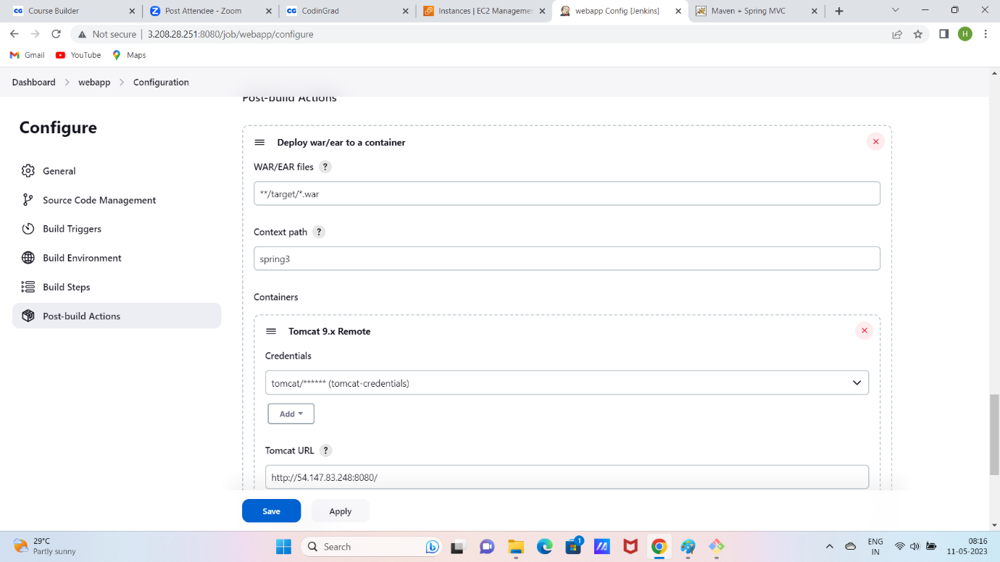 CG Course Builder
Post Attendee - Zoom
CG CodinGrad
Instances | EC2 Managemen
webapp Config [Jenkins]
Maven + Spring MVC
Not secure | 3.208.28.251:8080/job/webapp/configure
H
Gmail
YouTube
Maps
Dashboard
webapp
Configuration
Configure
General
Source Code Management
Build Triggers
Build Environment
Build Steps
Post-build Actions
Post-build Actions
Deploy war/ear to a container
WAR/EAR files ?
**/target/*.war
Context path ?
spring3
Containers
Tomcat 9.x Remote
Credentials
tomcat/****** (tomcat-credentials)
Add
Tomcat URL ?
http://54.147.83.248:8080/
Save
Apply
29°C
Partly sunny
Search
1
ENG
IN
08:16
11-05-2023